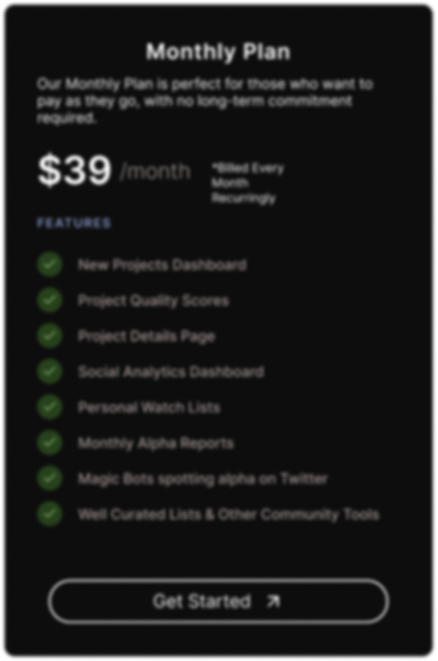 Monthly Plan
Our Monthly Plan is perfect for those who want to
pay as they go, with no long-term commitment
required.
$39 /month
*Billed Every
Month
Recurringly
FEATURES
New Projects Dashboard
Project Quality Scores
Project Details Page
Social Analytics Dashboard
Personal Watch Lists
Monthly Alpha Reports
Magic Bots spotting alpha on Twitter
Well Curated Lists & Other Community Tools
Get Started